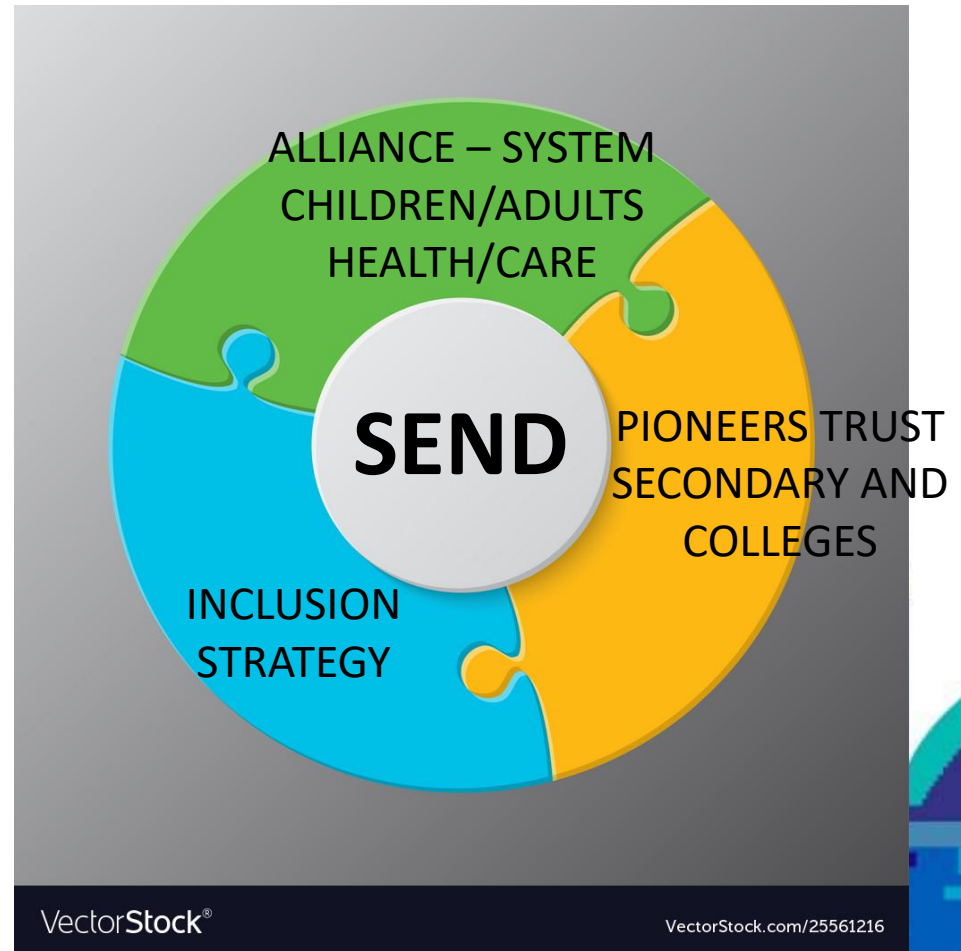 ALLIANCE – SYSTEM
CHILDREN/ADULTS
HEALTH/CARE
SEND
PIONEERS TRUST
SECONDARY AND
COLLEGES
INCLUSION
STRATEGY
VectorStock®
VectorStock.com/25561216